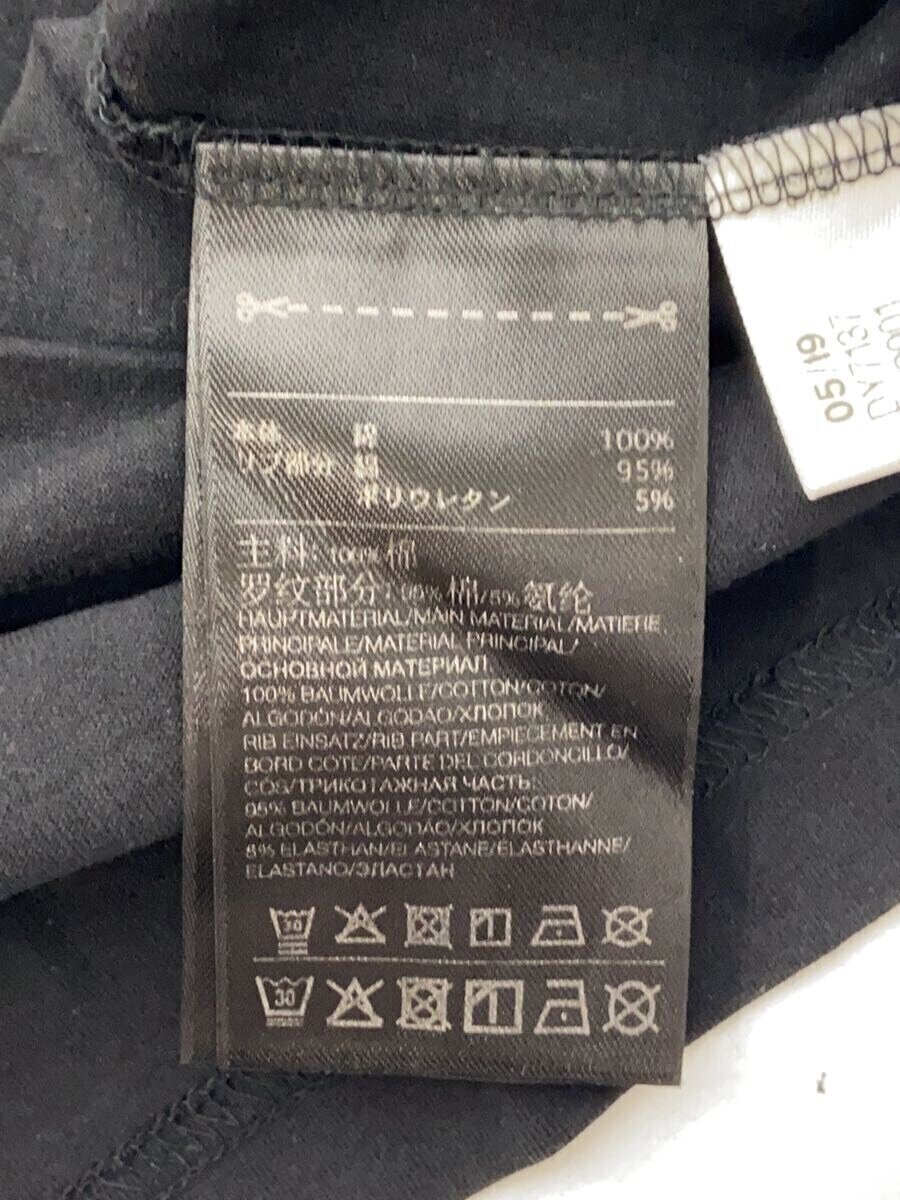 本体 綿 100%
リブ部分 綿 95%
ポリウレタン 5%
主料: 100% 棉
罗纹部分: 95% 棉/5% 氨纶
HAUPTMATERIAL/MAIN MATERIAL/MATIERE
PRINCIPALE/MATERIAL PRINCIPAL/
ОСНОВНОЙ МАТЕРИАЛ
100% BAUMWOLLE/COTTON/COTON/
ALGODÓN/ALGODAO/ХЛОПОК
RIB EINSATZ/RIB PART/EMPIECEMENT EN
BORD COTE/PARTE DEL CORDONCILLO/
COS/ТРИКОТАЖНАЯ ЧАСТЬ:
95% BAUMWOLLE/COTTON/COTON/
ALGODÓN/ALGODÃO/ХЛОПОК
5% ELASTHAN/ELASTANE/ELASTHANNE/
ELASTANO/ЭЛАСТАН
30
30
DY7137
05/19